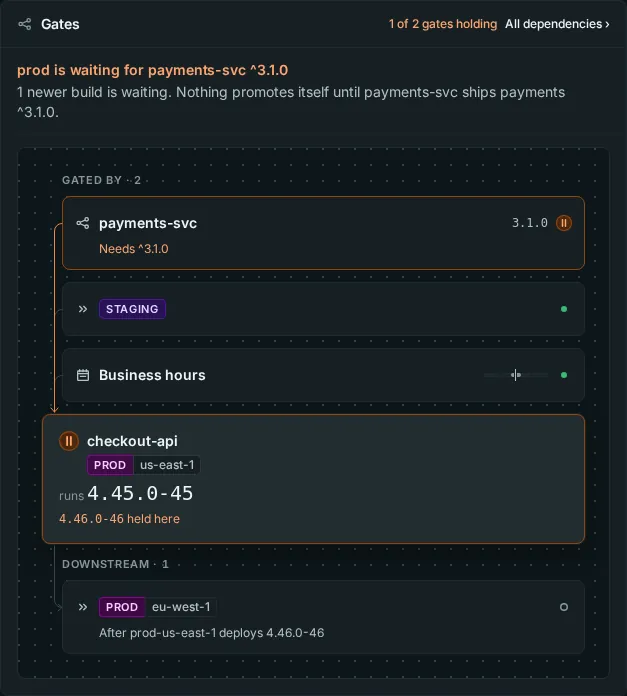 Gates
1 of 2 gates holding All dependencies ›
prod is waiting for payments-svc ^3.1.0
1 newer build is waiting. Nothing promotes itself until payments-svc ships payments
^3.1.0.
GATED BY · 2
payments-svc
3.1.0
Needs ^3.1.0
STAGING
Business hours
checkout-api
PROD us-east-1
runs 4.45.0-45
4.46.0-46 held here
DOWNSTREAM · 1
PROD eu-west-1
After prod-us-east-1 deploys 4.46.0-46